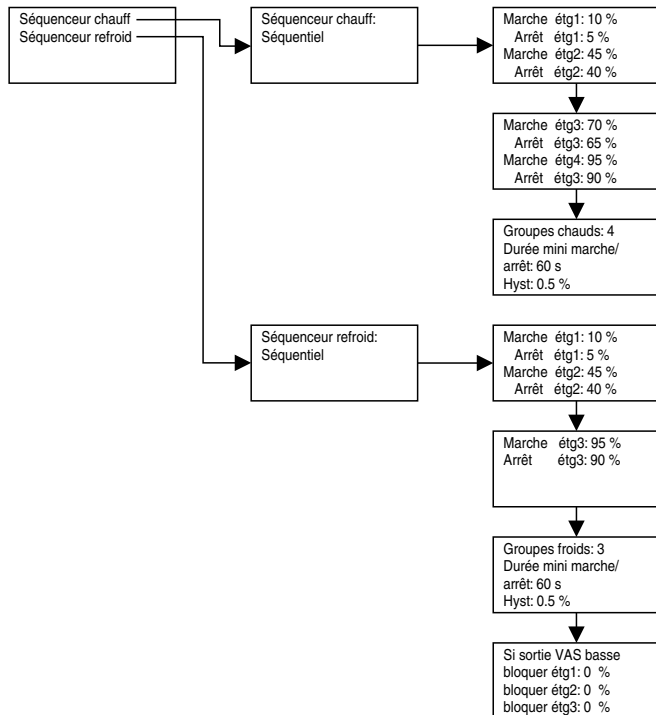 Séquenceur chauff
Séquenceur refroid
Séquenceur chauff:
Séquentiel
Marche étg1: 10 %
Arrêt étg1: 5 %
Marche étg2: 45 %
Arrêt étg2: 40 %
Marche étg3: 70 %
Arrêt étg3: 65 %
Marche étg4: 95 %
Arrêt étg3: 90 %
Groupes chauds: 4
Durée mini marche/
arrêt: 60 s
Hyst: 0.5 %
Séquenceur refroid:
Séquentiel
Marche étg1: 10 %
Arrêt étg1: 5 %
Marche étg2: 45 %
Arrêt étg2: 40 %
Marche étg3: 95 %
Arrêt étg3: 90 %
Groupes froids: 3
Durée mini marche/
arrêt: 60 s
Hyst: 0.5 %
Si sortie VAS basse
bloquer étg1: 0 %
bloquer étg2: 0 %
bloquer étg3: 0 %